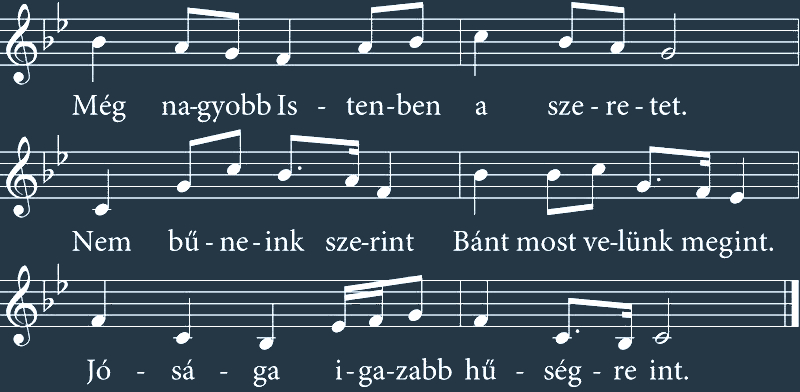 Még na-gyobb Is - ten-ben a sze - re - tet.
Nem bű - ne - ink sze-rint Bánt most ve-lünk megint.
Jó - sá - ga i - ga-zabb hű - ség - re int.